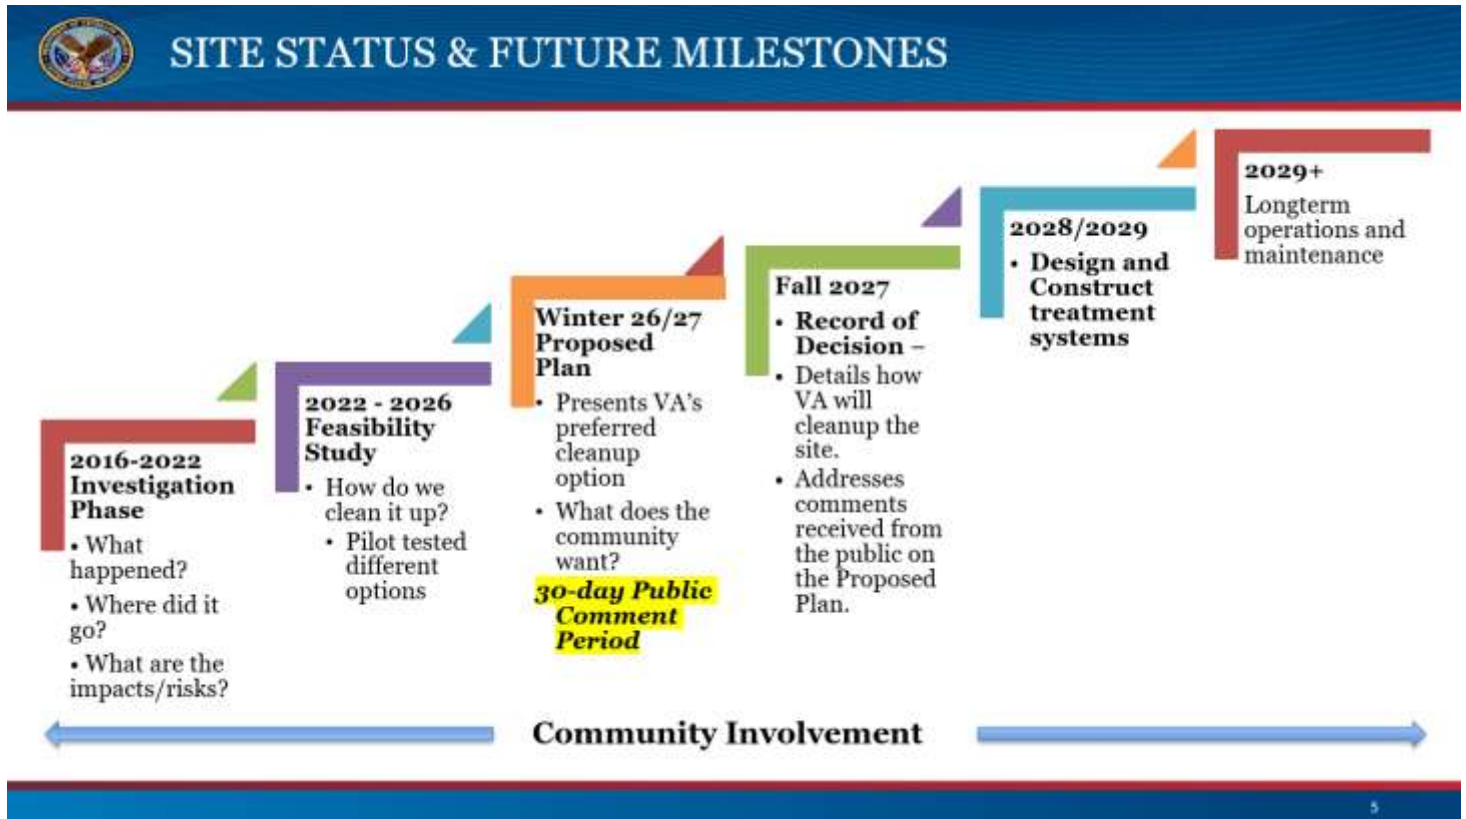 SITE STATUS & FUTURE MILESTONES
2016-2022
Investigation
Phase
• What
happened?
• Where did it
go?
• What are the
impacts/risks?
2022 - 2026
Feasibility
Study
• How do we
clean it up?
• Pilot tested
different
options
Winter 26/27
Proposed
Plan
• Presents VA's
preferred
cleanup
option
• What does the
community
want?
30-day Public
Comment
Period
Fall 2027
• Record of
Decision –
• Details how
VA will
cleanup the
site.
• Addresses
comments
received from
the public on
the Proposed
Plan.
2028/2029
• Design and
Construct
treatment
systems
2029+
Longterm
operations and
maintenance
Community Involvement
5